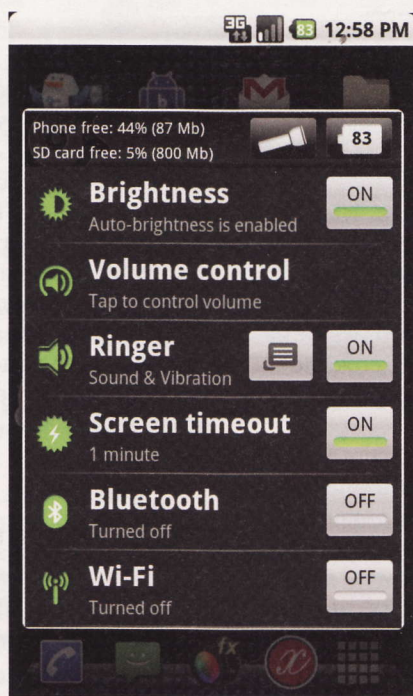 3G 83 12:58 PM
Phone free: 44% (87 Mb)
SD card free: 5% (800 Mb)
83
Brightness
ON
Auto-brightness is enabled
Volume control
Tap to control volume
Ringer
ON
Sound & Vibration
Screen timeout
ON
1 minute
Bluetooth
OFF
Turned off
Wi-Fi
OFF
Turned off
fx
x